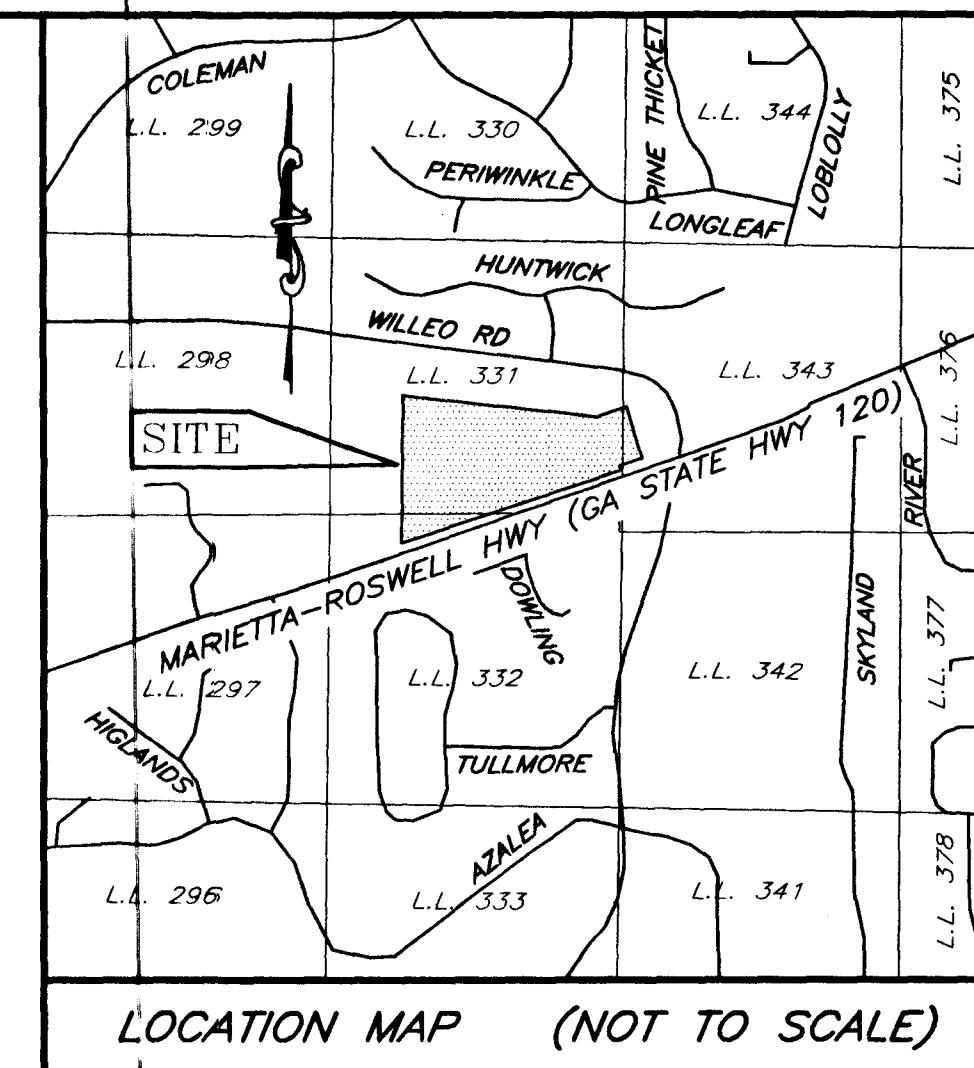 COLEMAN
L.L. 299
L.L. 330
PERIWINKLE
PINE THICKET
L.L. 344
LOBLOLLY
L.L. 375
LONGLEAF
HUNTWICK
WILLEO RD
L.L. 298
L.L. 331
L.L. 343
L.L. 376
SITE
MARIETTA-ROSWELL HWY (GA STATE HWY 120)
RIVER
DOWLING
SKYLAND
L.L. 377
L.L. 297
L.L. 332
L.L. 342
HIGLANDS
TULLMORE
AZALEA
L.L. 296
L.L. 333
L.L. 341
L.L. 378
LOCATION MAP (NOT TO SCALE)